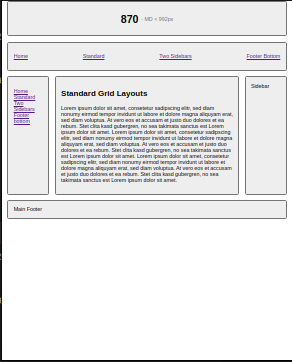 870 - MD < 992px
Home Standard Two Sidebars Footer Bottom
Home
Standard
Two
Sidebars
Footer
bottom
Standard Grid Layouts
Lorem ipsum dolor sit amet, consetetur sadipscing elitr, sed diam
nonumy eirmod tempor invidunt ut labore et dolore magna aliquyam erat,
sed diam voluptua. At vero eos et accusam et justo duo dolores et ea
rebum. Stet clita kasd gubergren, no sea takimata sanctus est Lorem
ipsum dolor sit amet. Lorem ipsum dolor sit amet, consetetur
sadipscing elitr, sed diam nonumy eirmod tempor invidunt ut labore et
dolore magna aliquyam erat, sed diam voluptua. At vero eos et
accusam et justo duo dolores et ea rebum. Stet clita kasd gubergren,
no sea takimata sanctus est Lorem ipsum dolor sit amet. Lorem ipsum
dolor sit amet, consetetur sadipscing elitr, sed diam nonumy eirmod
tempor invidunt ut labore et dolore magna aliquyam erat, sed diam
voluptua. At vero eos et accusam et justo duo dolores et ea rebum.
Stet clita kasd gubergren, no sea takimata sanctus est Lorem ipsum
dolor sit amet.
Sidebar
Main Footer